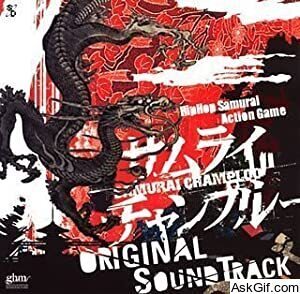 HipHop Samurai
Action Game
サムライ
SAMURAI CHAMPLOO
チャンプルー
ORIGINAL
SOUNDTRACK
ghm
AskGif.com